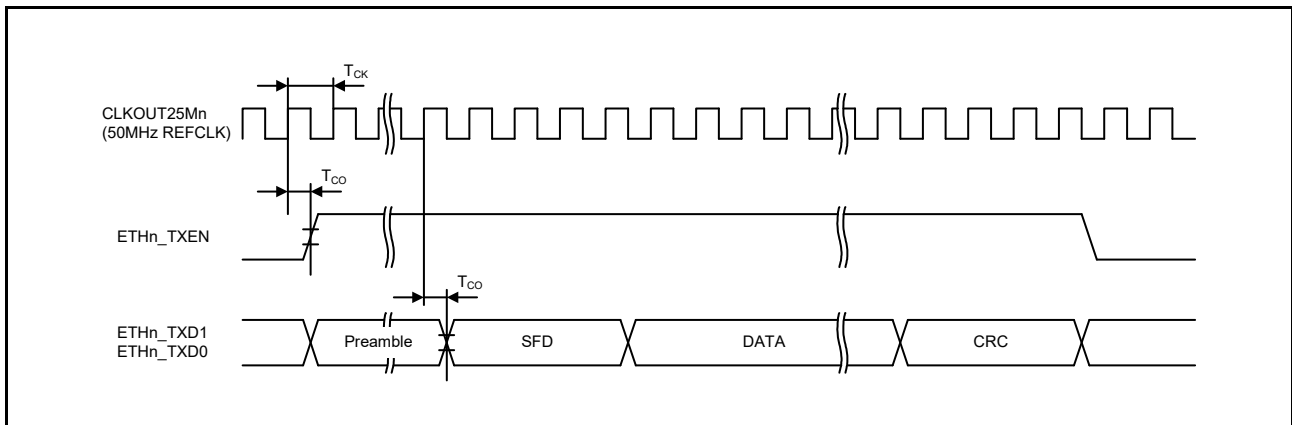 TCK
CLKOUT25Mn
(50MHz REFCLK)
TCO
ETHn_TXEN
TCO
ETHn_TXD1
ETHn_TXD0
Preamble
SFD
DATA
CRC